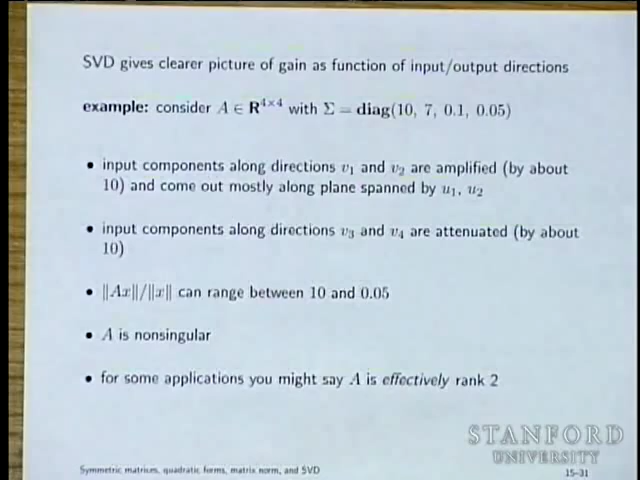 SVD gives clearer picture of gain as function of input/output directions
example: consider A ∈ R^{4×4} with Σ = diag(10, 7, 0.1, 0.05)
• input components along directions v₁ and v₂ are amplified (by about
10) and come out mostly along plane spanned by u₁, u₂
• input components along directions v₃ and v₄ are attenuated (by about
10)
• ‖Ax‖/‖x‖ can range between 10 and 0.05
• A is nonsingular
• for some applications you might say A is effectively rank 2
STANFORD
UNIVERSITY
Symmetric matrices, quadratic forms, matrix norm, and SVD
15–31